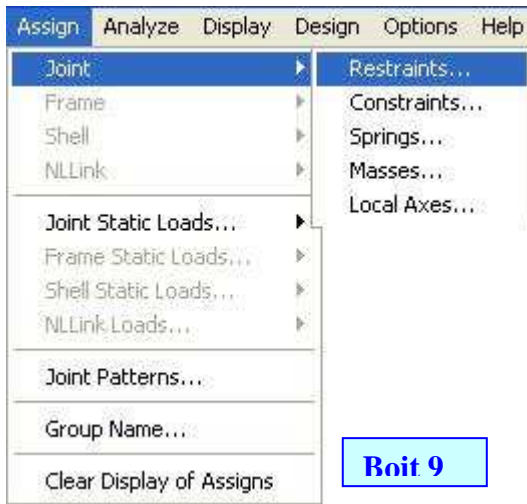 Assign Analyze Display Design Options Help
Joint
Frame
Shell
NLLink
Joint Static Loads...
Frame Static Loads...
Shell Static Loads...
NLLink Loads...
Joint Patterns...
Group Name...
Clear Display of Assigns
Restraints...
Constraints...
Springs...
Masses...
Local Axes...
Boit 9